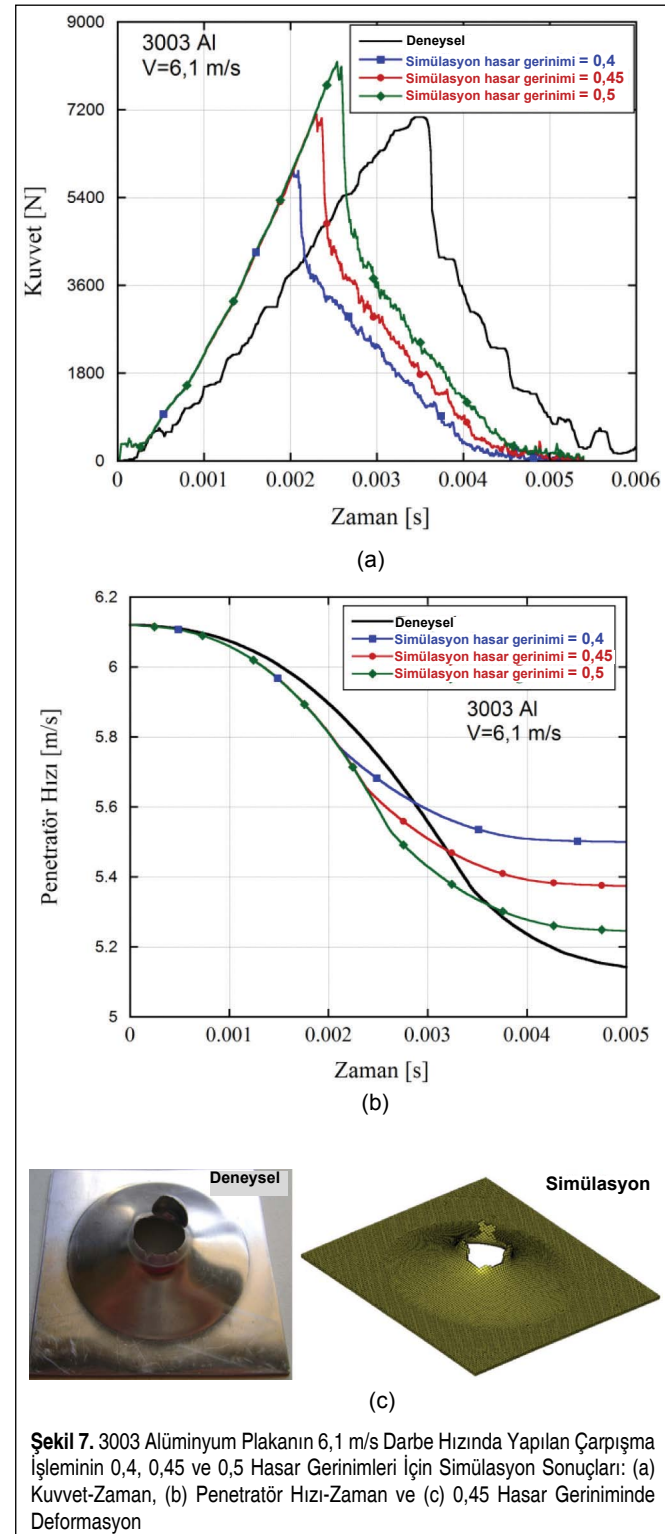 9000
7200
5400
3600
1800
0
Kuvvet [N]
3003 Al
V=6,1 m/s
Deneysel
Simülasyon hasar gerinimi = 0,4
Simülasyon hasar gerinimi = 0,45
Simülasyon hasar gerinimi = 0,5
0 0.001 0.002 0.003 0.004 0.005 0.006
Zaman [s]
(a)
6.2
6
5.8
5.6
5.4
5.2
5
Penetratör Hızı [m/s]
Deneysel
Simülasyon hasar gerinimi = 0,4
Simülasyon hasar gerinimi = 0,45
Simülasyon hasar gerinimi = 0,5
3003 Al
V=6,1 m/s
0 0.001 0.002 0.003 0.004 0.005
Zaman [s]
(b)
Deneysel
Simülasyon
(c)
Şekil 7. 3003 Alüminyum Plakanın 6,1 m/s Darbe Hızında Yapılan Çarpışma
İşleminin 0,4, 0,45 ve 0,5 Hasar Gerinimleri İçin Simülasyon Sonuçları: (a)
Kuvvet-Zaman, (b) Penetratör Hızı-Zaman ve (c) 0,45 Hasar Geriniminde
Deformasyon